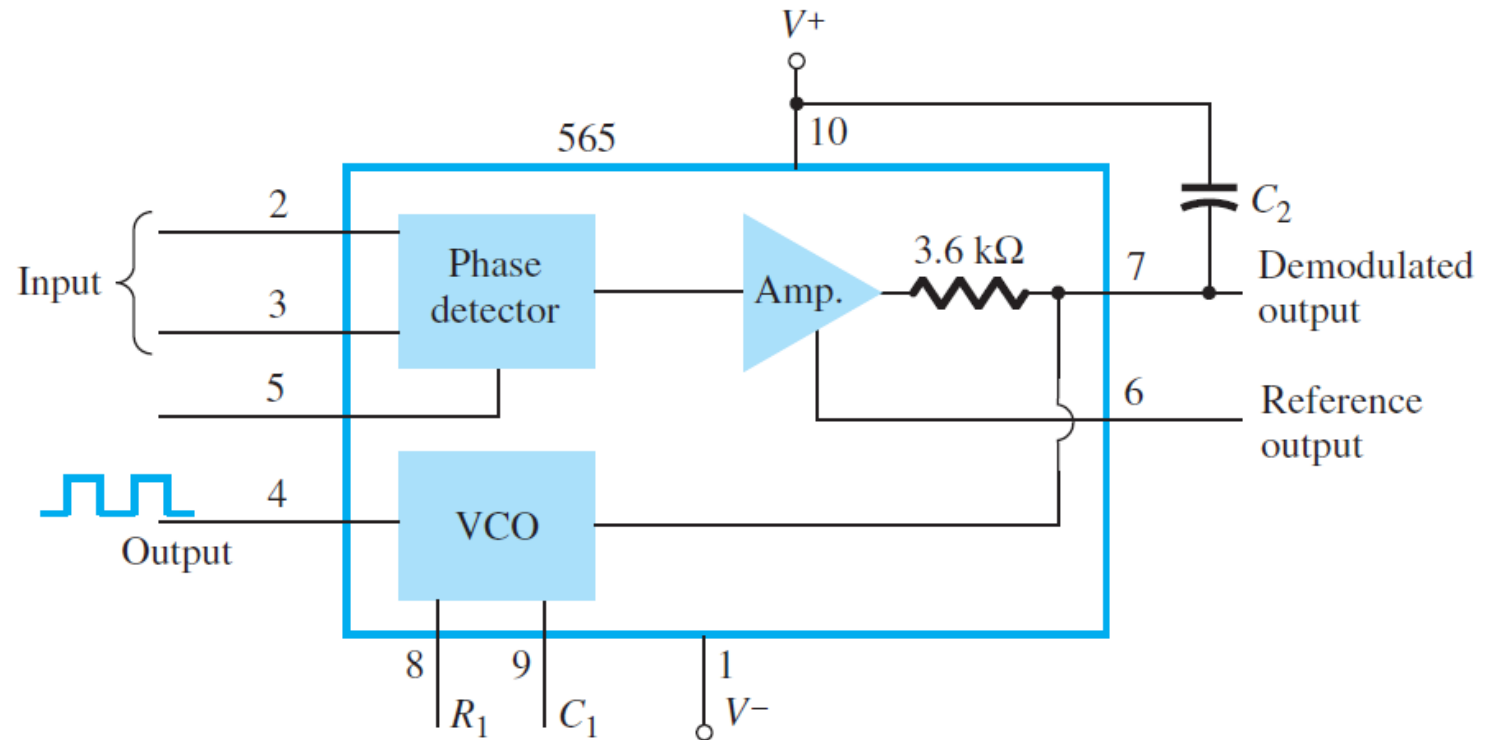 V+
10
565
C2
2
Input
3
Phase
detector
Amp.
3.6 kΩ
7
Demodulated
output
5
6
Reference
output
4
Output
VCO
8
9
1
R1
C1
V−